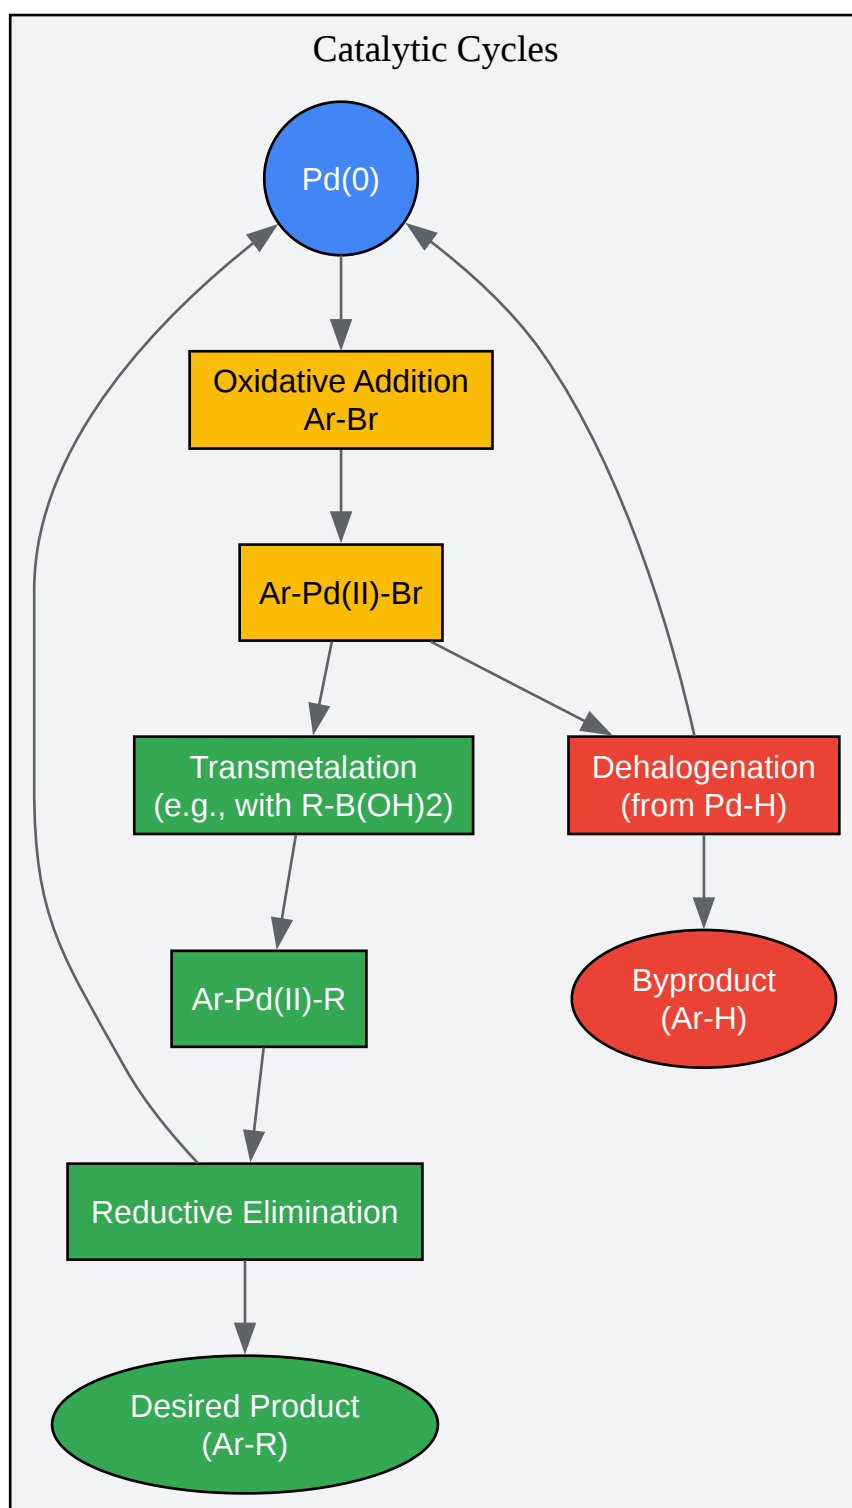 Catalytic Cycles
Pd(0)
Oxidative Addition
Ar-Br
Ar-Pd(II)-Br
Transmetalation
(e.g., with R-B(OH)2)
Dehalogenation
(from Pd-H)
Ar-Pd(II)-R
Byproduct
(Ar-H)
Reductive Elimination
Desired Product
(Ar-R)